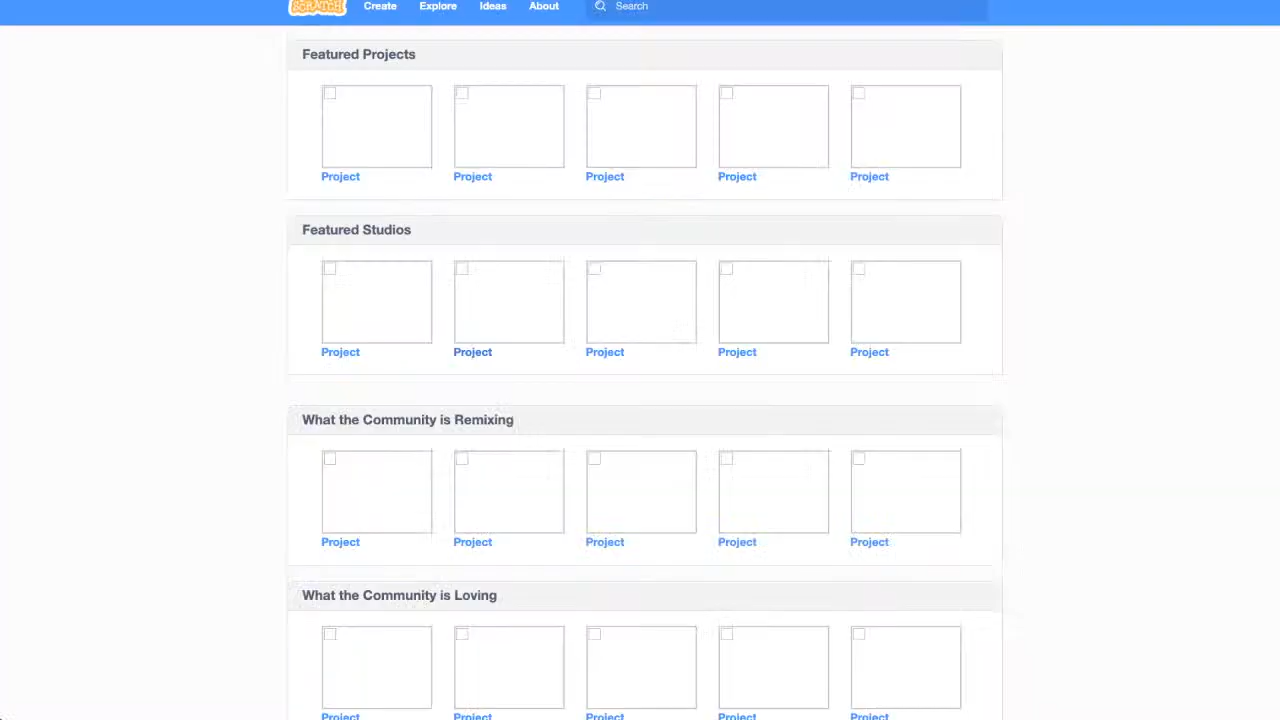 SCRATCH Create Explore Ideas About Search
Featured Projects
Project Project Project Project Project
Featured Studios
Project Project Project Project Project
What the Community is Remixing
Project Project Project Project Project
What the Community is Loving
Project Project Project Project Project